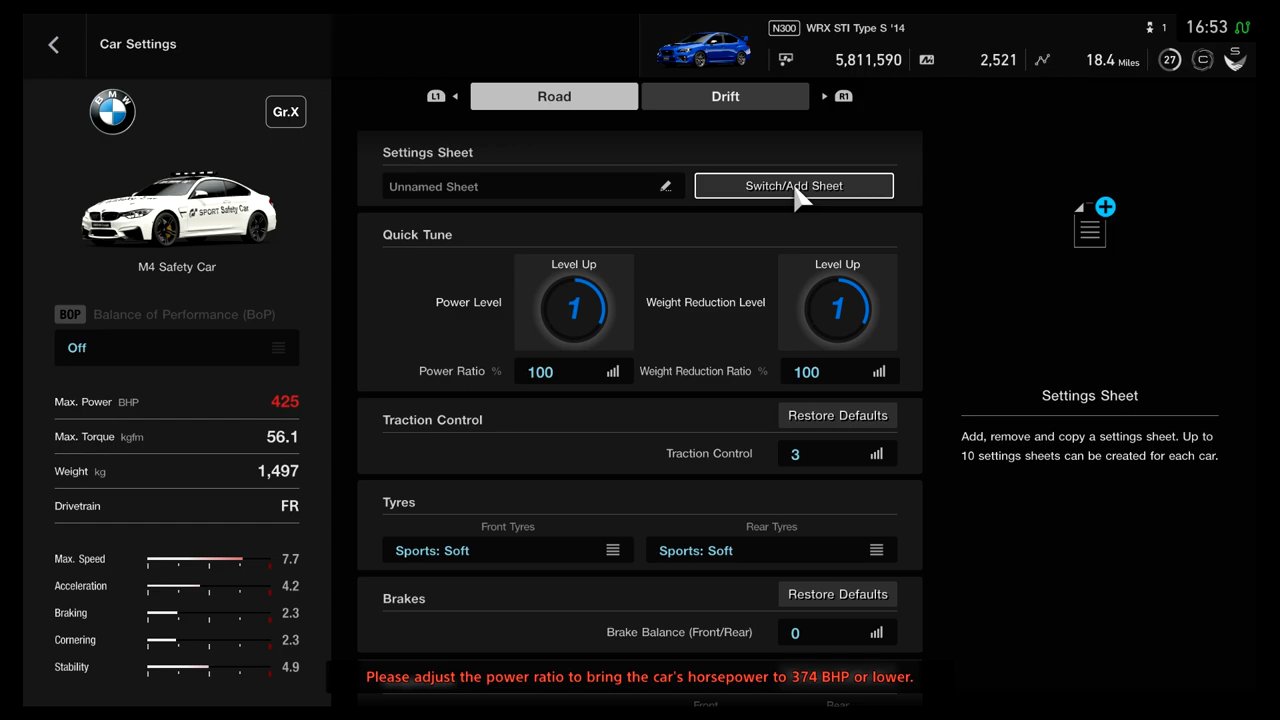 Car Settings
N300 WRX STI Type S '14
1 16:53
5,811,590 2,521 18.4 Miles 27 C S
BMW
Gr.X
SPORT Safety Car
M4 Safety Car
BOP Balance of Performance (BoP)
Off
Max. Power BHP 425
Max. Torque kgfm 56.1
Weight kg 1,497
Drivetrain FR
Max. Speed 7.7
Acceleration 4.2
Braking 2.3
Cornering 2.3
Stability 4.9
L1 Road Drift R1
Settings Sheet
Unnamed Sheet Switch/Add Sheet
Quick Tune
Level Up Level Up
Power Level 1 Weight Reduction Level 1
Power Ratio % 100 Weight Reduction Ratio % 100
Traction Control Restore Defaults
Traction Control 3
Tyres
Front Tyres Rear Tyres
Sports: Soft Sports: Soft
Brakes Restore Defaults
Brake Balance (Front/Rear) 0
Please adjust the power ratio to bring the car's horsepower to 374 BHP or lower.
Front Rear
Settings Sheet
Add, remove and copy a settings sheet. Up to
10 settings sheets can be created for each car.